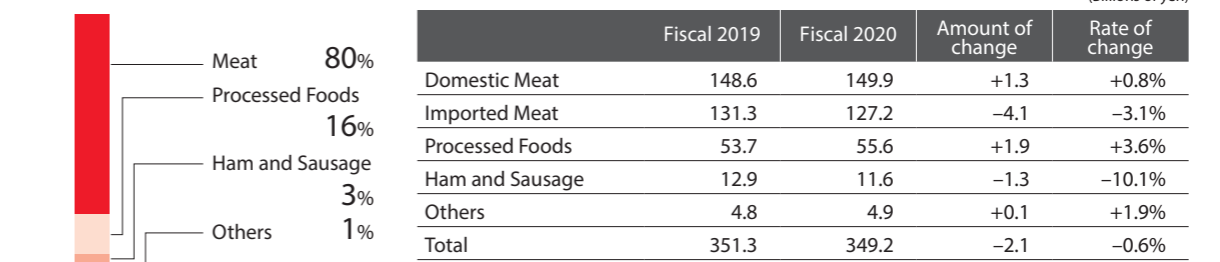 (Billions of yen)
Meat 80%
Processed Foods
16%
Ham and Sausage
3%
Others 1%
Fiscal 2019 Fiscal 2020 Amount of change Rate of change
Domestic Meat 148.6 149.9 +1.3 +0.8%
Imported Meat 131.3 127.2 –4.1 –3.1%
Processed Foods 53.7 55.6 +1.9 +3.6%
Ham and Sausage 12.9 11.6 –1.3 –10.1%
Others 4.8 4.9 +0.1 +1.9%
Total 351.3 349.2 –2.1 –0.6%